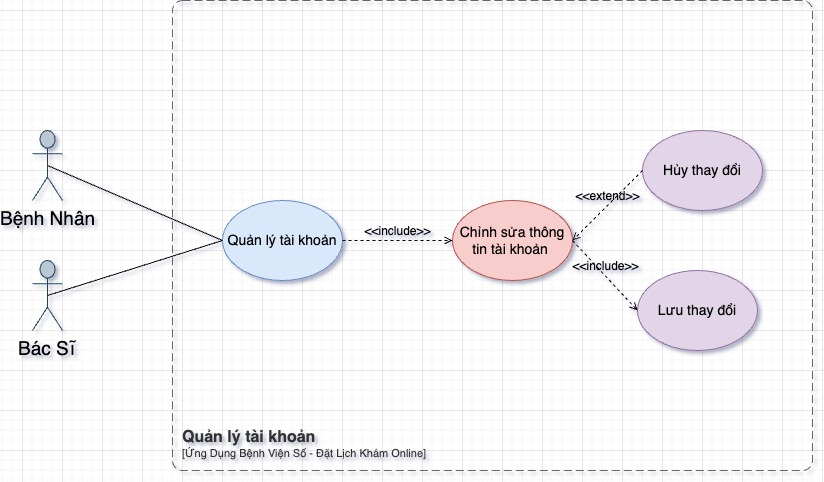 Hủy thay đổi
<<extend>>
Bệnh Nhân
Quản lý tài khoản
<<include>>
Chỉnh sửa thông
tin tài khoản
<<include>>
Lưu thay đổi
Bác Sĩ
Quản lý tài khoản
[Ứng Dụng Bệnh Viện Số - Đặt Lịch Khám Online]